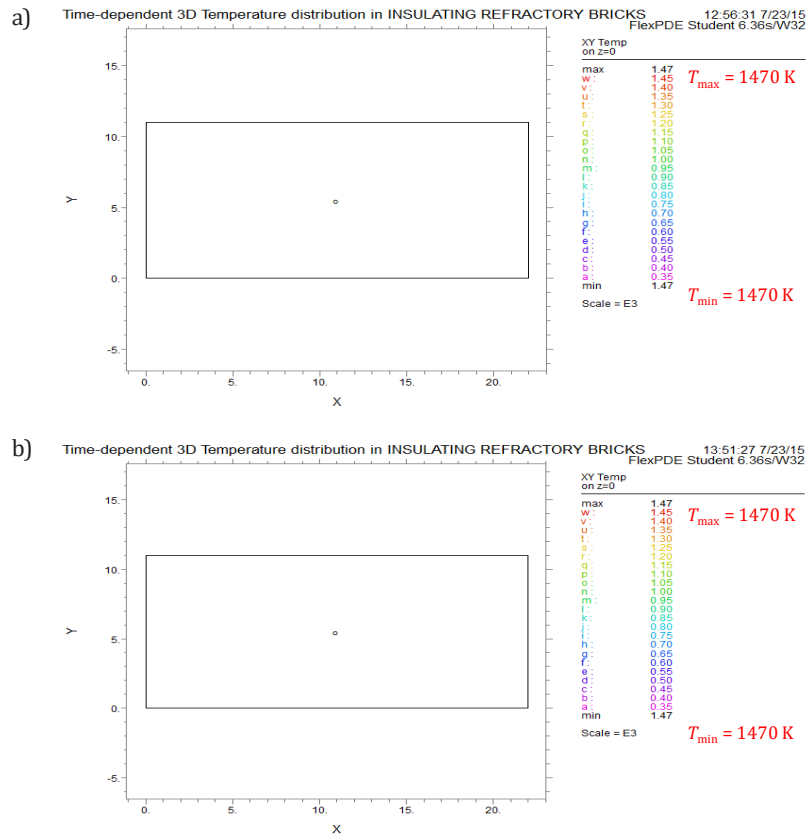 a)
Time-dependent 3D Temperature distribution in INSULATING REFRACTORY BRICKS
12:56:31 7/23/15
FlexPDE Student 6.36s/W32
XY Temp
on z=0
max 1.47
w : 1.45
v : 1.40
u : 1.35
t : 1.30
s : 1.25
r : 1.20
q : 1.15
p : 1.10
o : 1.05
n : 1.00
m : 0.95
l : 0.90
k : 0.85
j : 0.80
i : 0.75
h : 0.70
g : 0.65
f : 0.60
e : 0.55
d : 0.50
c : 0.45
b : 0.40
a : 0.35
min 1.47
Scale = E3
Tmax = 1470 K
Tmin = 1470 K
15.
10.
5.
0.
-5.
Y
0. 5. 10. 15. 20.
X
b)
Time-dependent 3D Temperature distribution in INSULATING REFRACTORY BRICKS
13:51:27 7/23/15
FlexPDE Student 6.36s/W32
XY Temp
on z=0
max 1.47
w : 1.45
v : 1.40
u : 1.35
t : 1.30
s : 1.25
r : 1.20
q : 1.15
p : 1.10
o : 1.05
n : 1.00
m : 0.95
l : 0.90
k : 0.85
j : 0.80
i : 0.75
h : 0.70
g : 0.65
f : 0.60
e : 0.55
d : 0.50
c : 0.45
b : 0.40
a : 0.35
min 1.47
Scale = E3
Tmax = 1470 K
Tmin = 1470 K
15.
10.
5.
0.
-5.
Y
0. 5. 10. 15. 20.
X